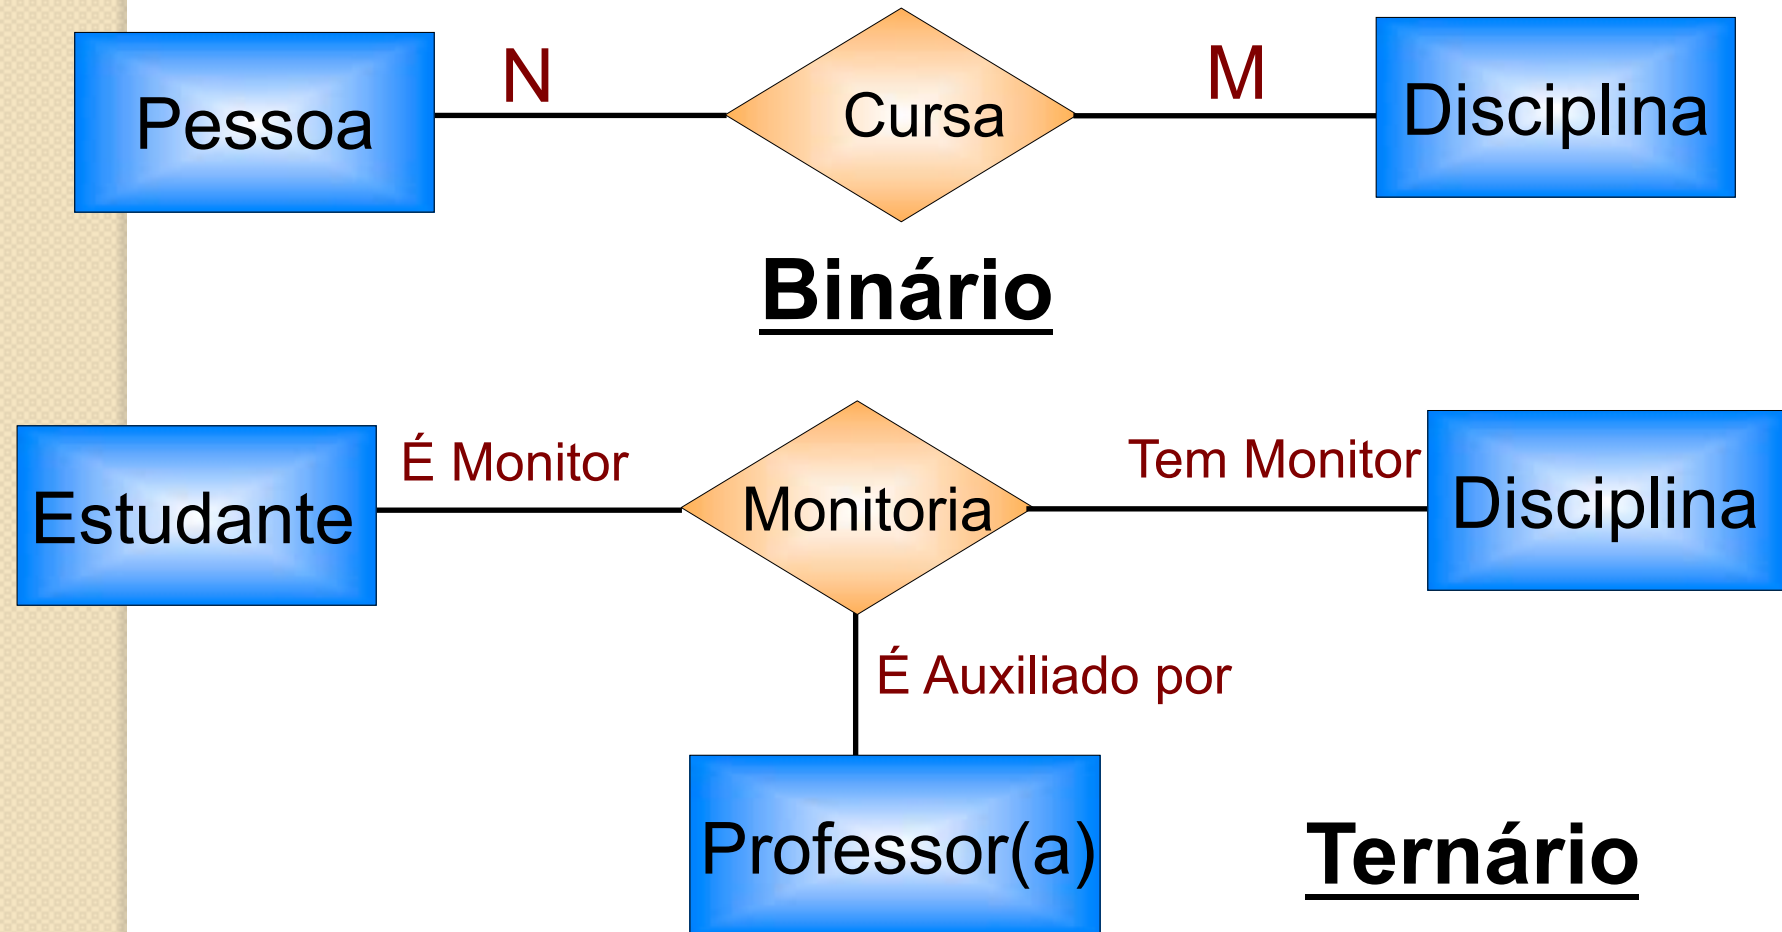 N
M
Pessoa
Cursa
Disciplina
Binário
É Monitor
Tem Monitor
Estudante
Monitoria
Disciplina
É Auxiliado por
Professor(a)
Ternário